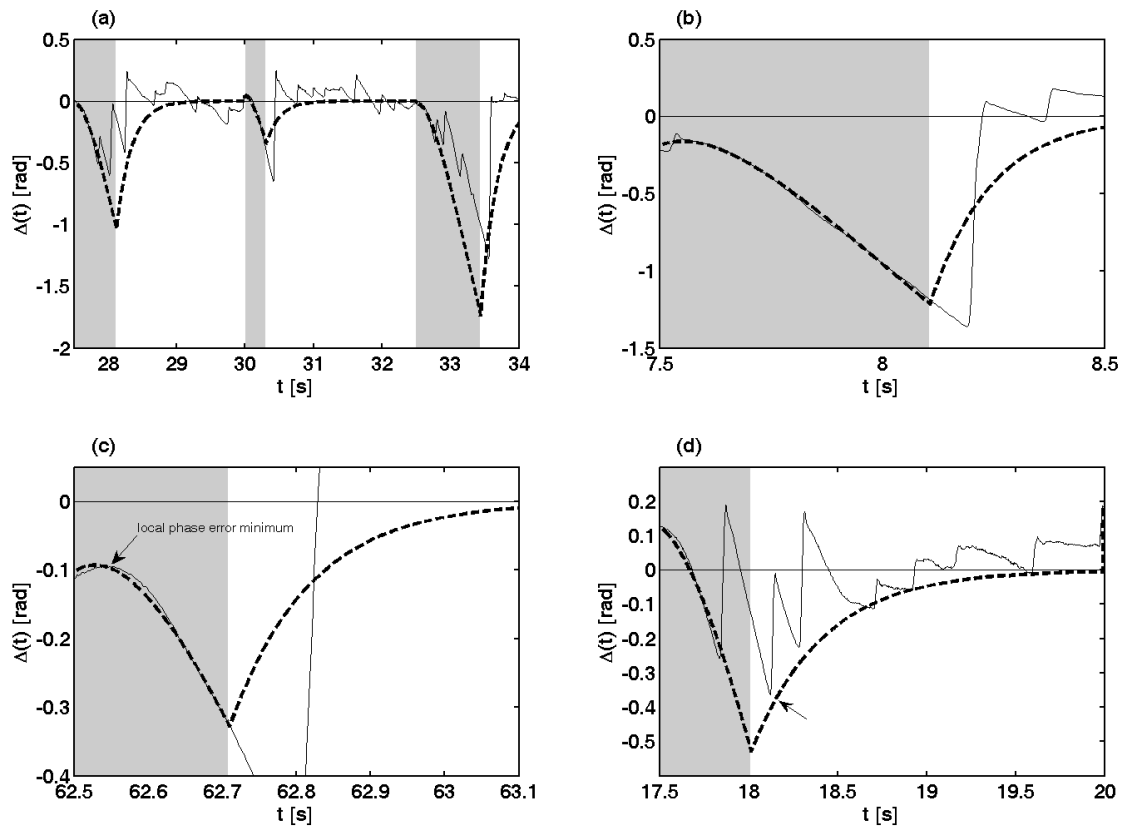 (a)
0.5
0
-0.5
-1
-1.5
-2
Δ(t) [rad]
28 29 30 31 32 33 34
t [s]
(b)
0.5
0
-0.5
-1
-1.5
Δ(t) [rad]
7.5 8 8.5
t [s]
(c)
0
-0.1
-0.2
-0.3
-0.4
Δ(t) [rad]
local phase error minimum
62.5 62.6 62.7 62.8 62.9 63 63.1
t [s]
(d)
0.2
0.1
0
-0.1
-0.2
-0.3
-0.4
-0.5
Δ(t) [rad]
17.5 18 18.5 19 19.5 20
t [s]